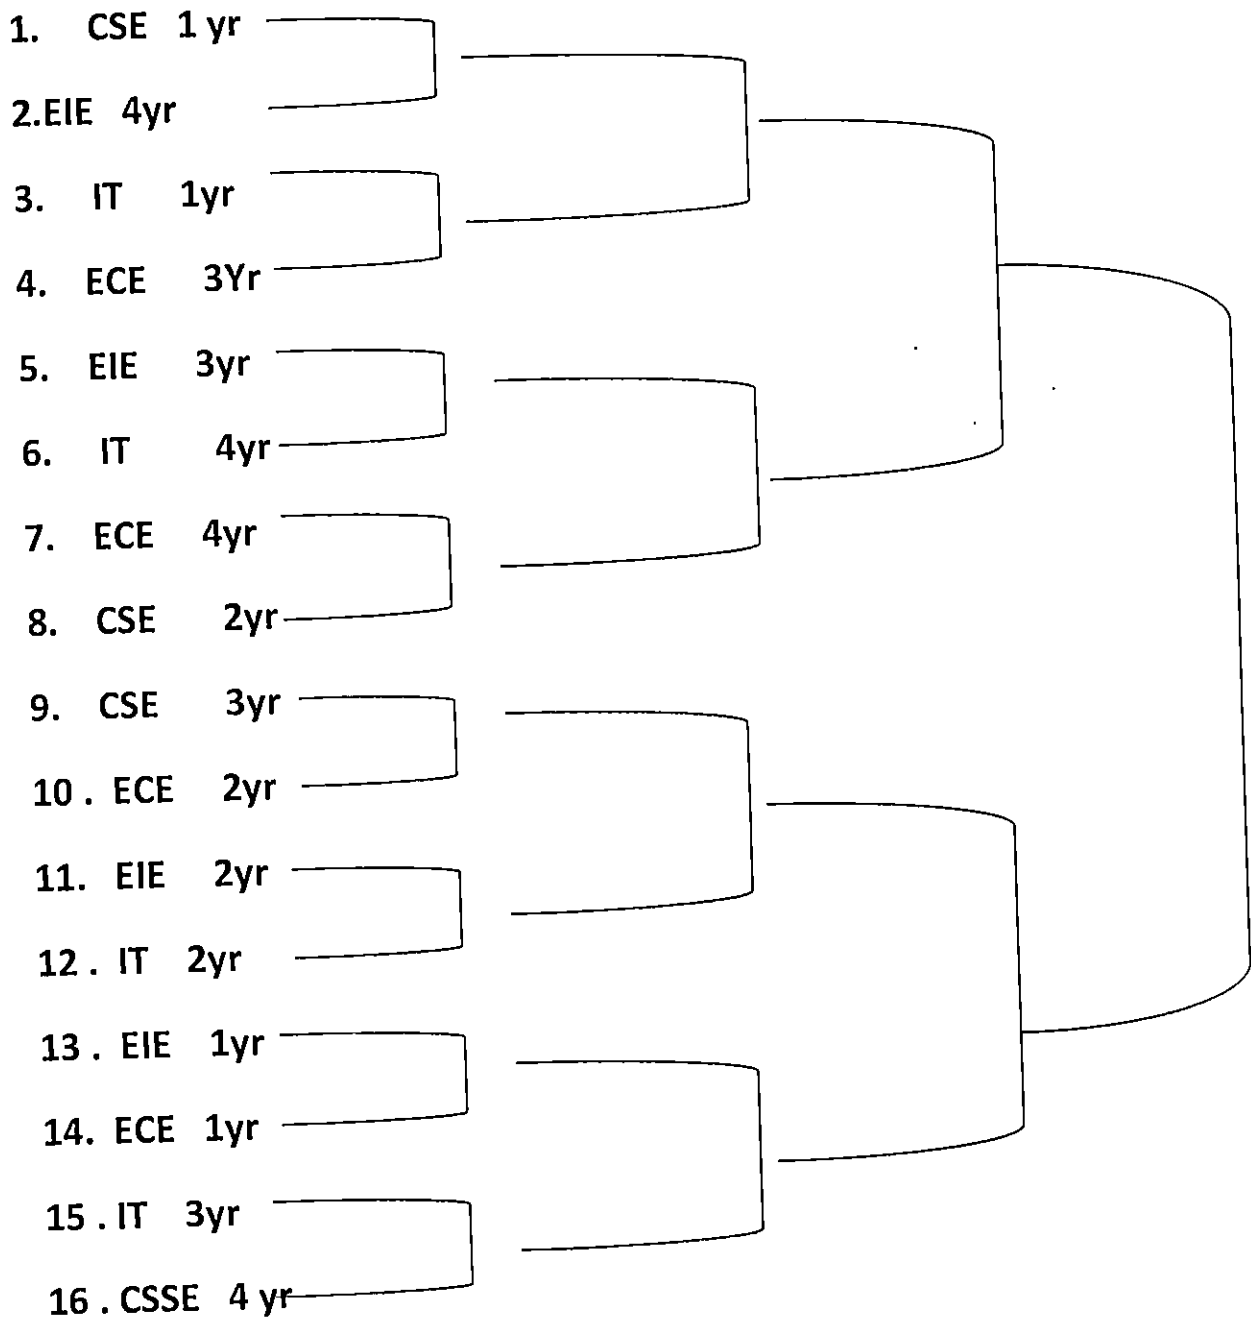 1. CSE 1 yr
2.EIE 4yr
3. IT 1yr
4. ECE 3Yr
5. EIE 3yr
6. IT 4yr
7. ECE 4yr
8. CSE 2yr
9. CSE 3yr
10 . ECE 2yr
11. EIE 2yr
12 . IT 2yr
13 . EIE 1yr
14. ECE 1yr
15 . IT 3yr
16 . CSSE 4 yr